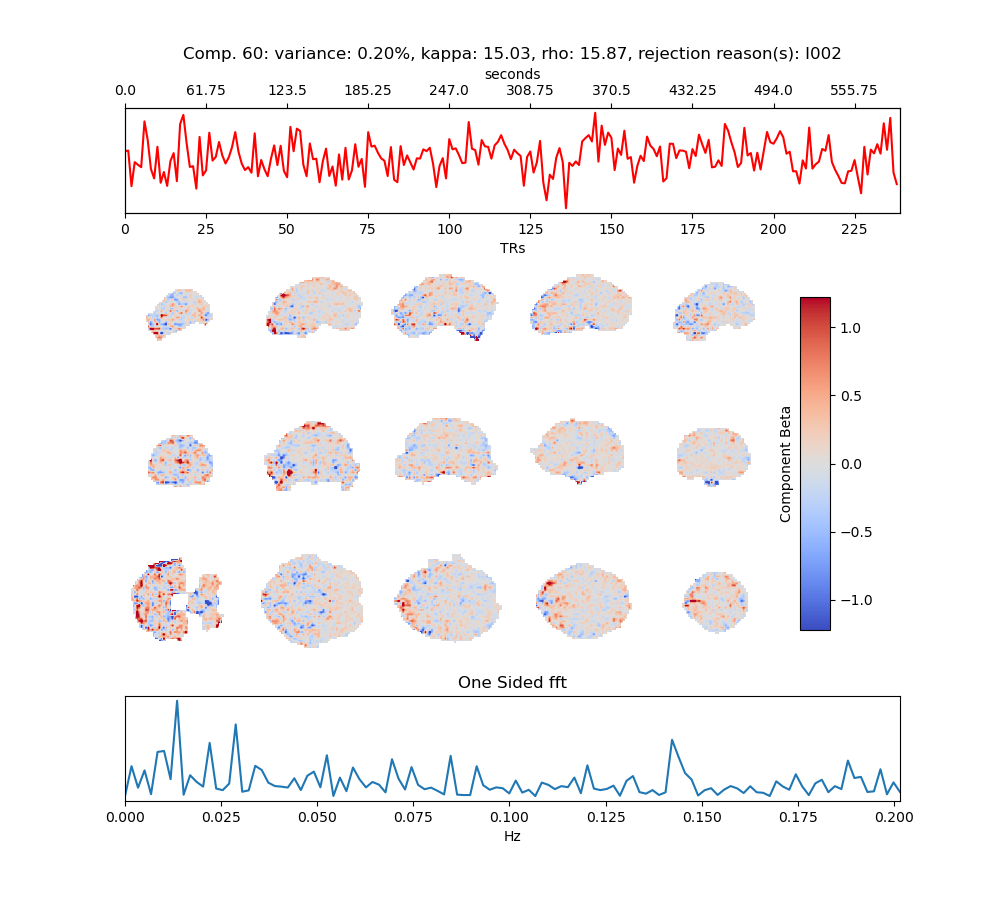 Comp. 60: variance: 0.20%, kappa: 15.03, rho: 15.87, rejection reason(s): I002
seconds
0.0 61.75 123.5 185.25 247.0 308.75 370.5 432.25 494.0 555.75
0 25 50 75 100 125 150 175 200 225
TRs
1.0
0.5
0.0
−0.5
−1.0
Component Beta
One Sided fft
0.000 0.025 0.050 0.075 0.100 0.125 0.150 0.175 0.200
Hz